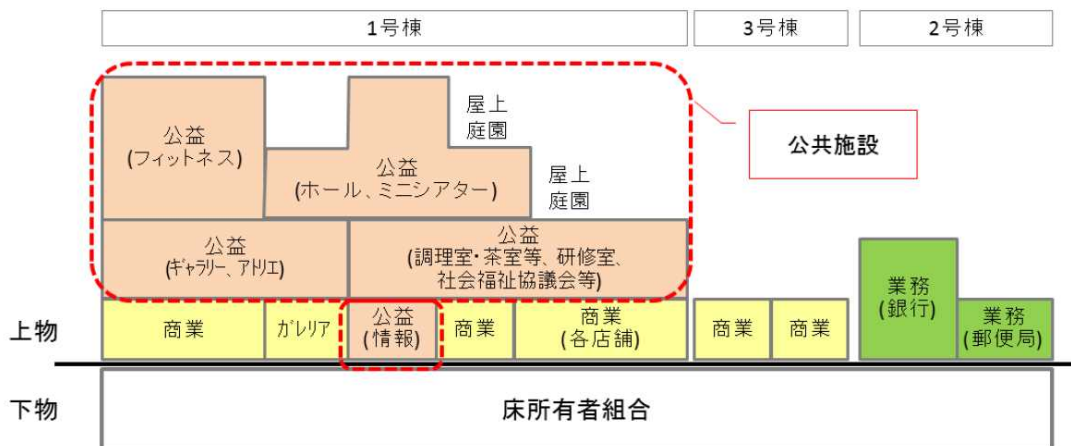 1号棟
3号棟
2号棟
公益
(フィットネス)
屋上
庭園
公共施設
公益
(ホール、ミニシアター)
屋上
庭園
公益
(ギャラリー、アトリエ)
公益
(調理室・茶室等、研修室、
社会福祉協議会等)
業務
(銀行)
上物
商業
ガレリア
公益
(情報)
商業
商業
(各店舗)
商業
商業
業務
(郵便局)
下物
床所有者組合